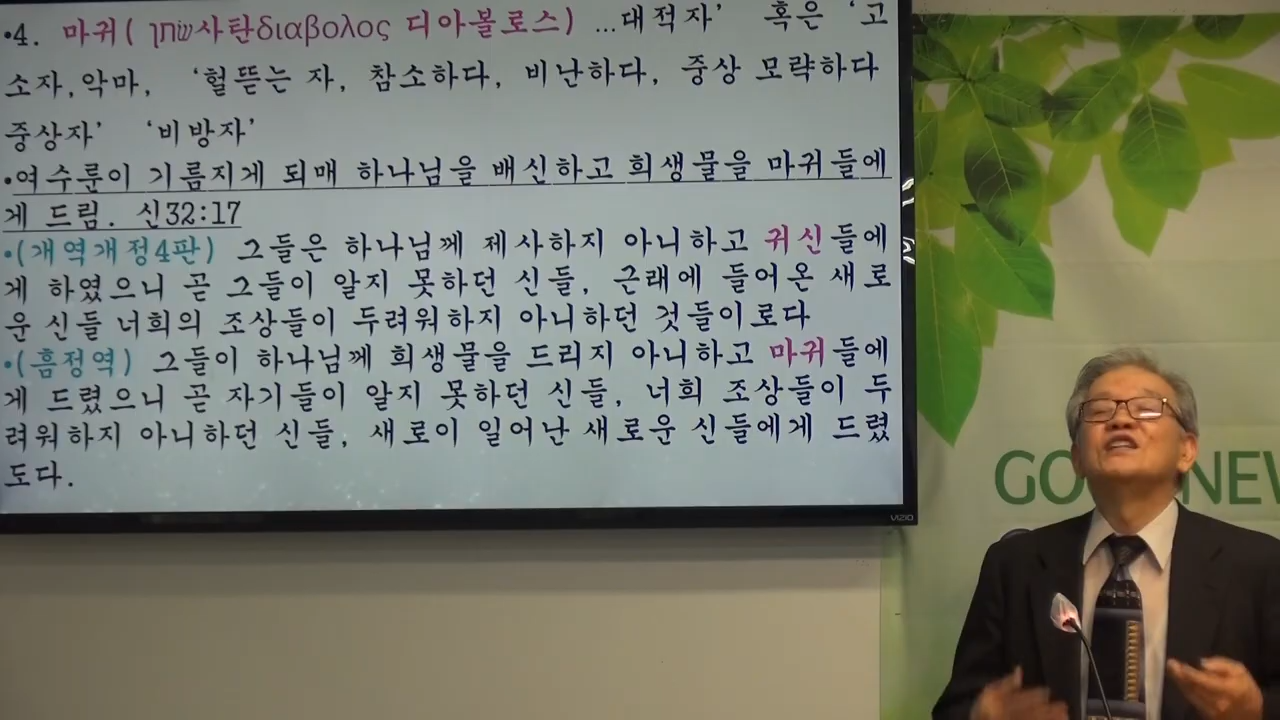 •4. 마귀( ןתש사탄διαβολος 디아볼로스) …대적자’ 혹은 ‘고
소자,악마, ‘헐뜯는 자, 참소하다, 비난하다, 중상 모략하다
중상자’ ‘비방자’
•여수룬이 기름지게 되매 하나님을 배신하고 희생물을 마귀들에
게 드림. 신32:17
•(개역개정4판) 그들은 하나님께 제사하지 아니하고 귀신들에
게 하였으니 곧 그들이 알지 못하던 신들, 근래에 들어온 새로
운 신들 너희의 조상들이 두려워하지 아니하던 것들이로다
•(흠정역) 그들이 하나님께 희생물을 드리지 아니하고 마귀들에
게 드렸으니 곧 자기들이 알지 못하던 신들, 너희 조상들이 두
려워하지 아니하던 신들, 새로이 일어난 새로운 신들에게 드렸
도다.
VIZIO
NEW